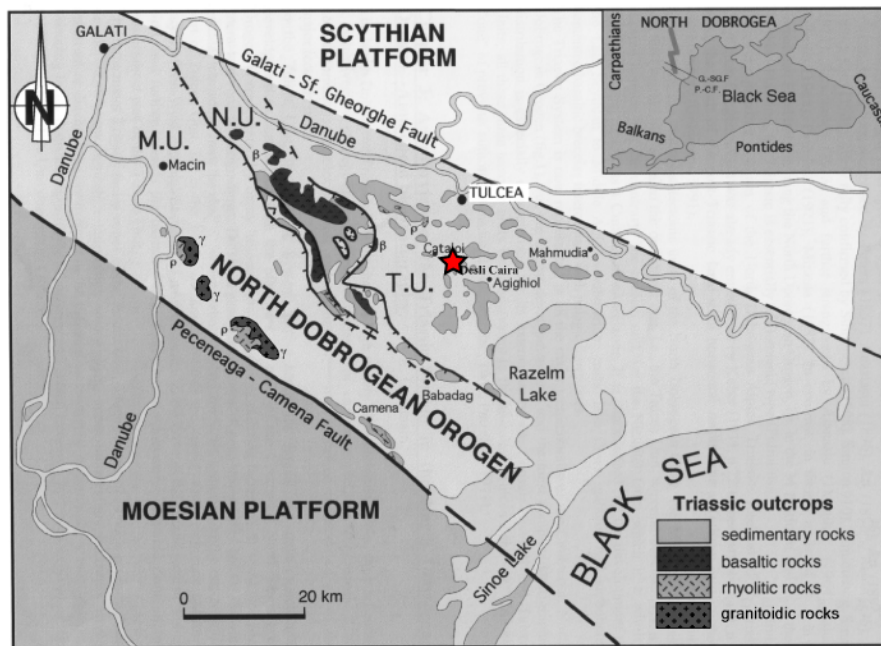 GALATI
SCYTHIAN
PLATFORM
NORTH DOBROGEA
Carpathians
G.-SG.F
P.-C.F.
Black Sea
Caucasus
Balkans
Pontides
N
Galati - Sf. Gheorghe Fault
Danube
Danube
M.U.
N.U.
Macin
β
TULCEA
ρ
Cataloi
Mahmudia
β
Desli Caira
T.U.
Agighiol
ρ
γ
γ
ρ
γ
NORTH DOBROGEAN OROGEN
Peceneaga - Camena Fault
Razelm
Lake
Babadag
Camena
Danube
MOESIAN PLATFORM
BLACK SEA
Sinoe Lake
Triassic outcrops
sedimentary rocks
basaltic rocks
rhyolitic rocks
granitoidic rocks
0
20 km